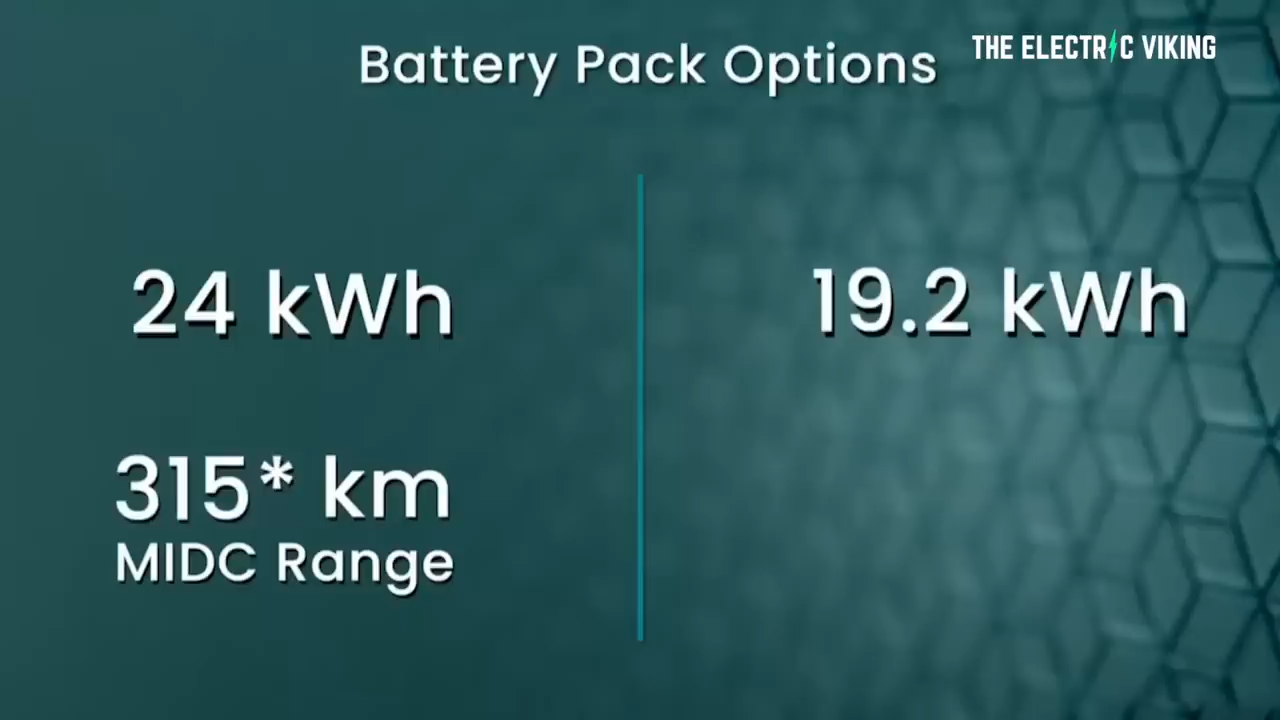 Battery Pack Options
THE ELECTRIC VIKING
24 kWh
19.2 kWh
315* km
MIDC Range